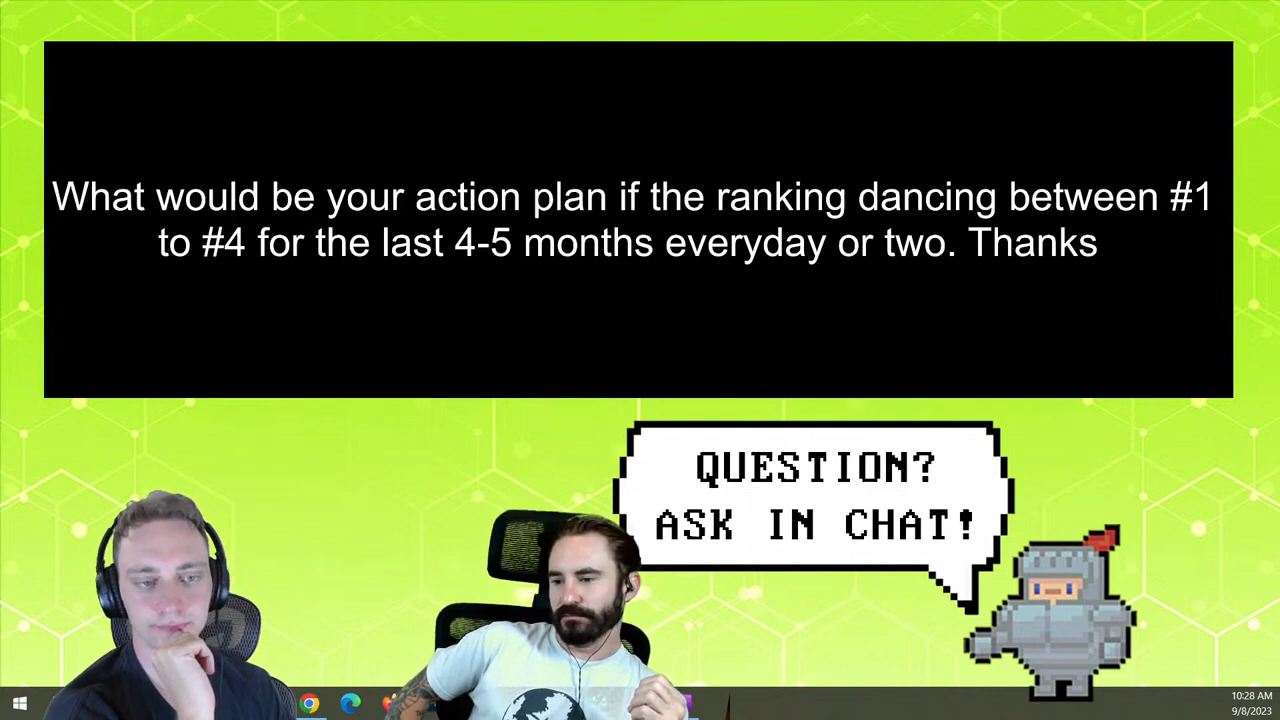 What would be your action plan if the ranking dancing between #1
to #4 for the last 4-5 months everyday or two. Thanks
QUESTION?
ASK IN CHAT!
10:28 AM
9/8/2023